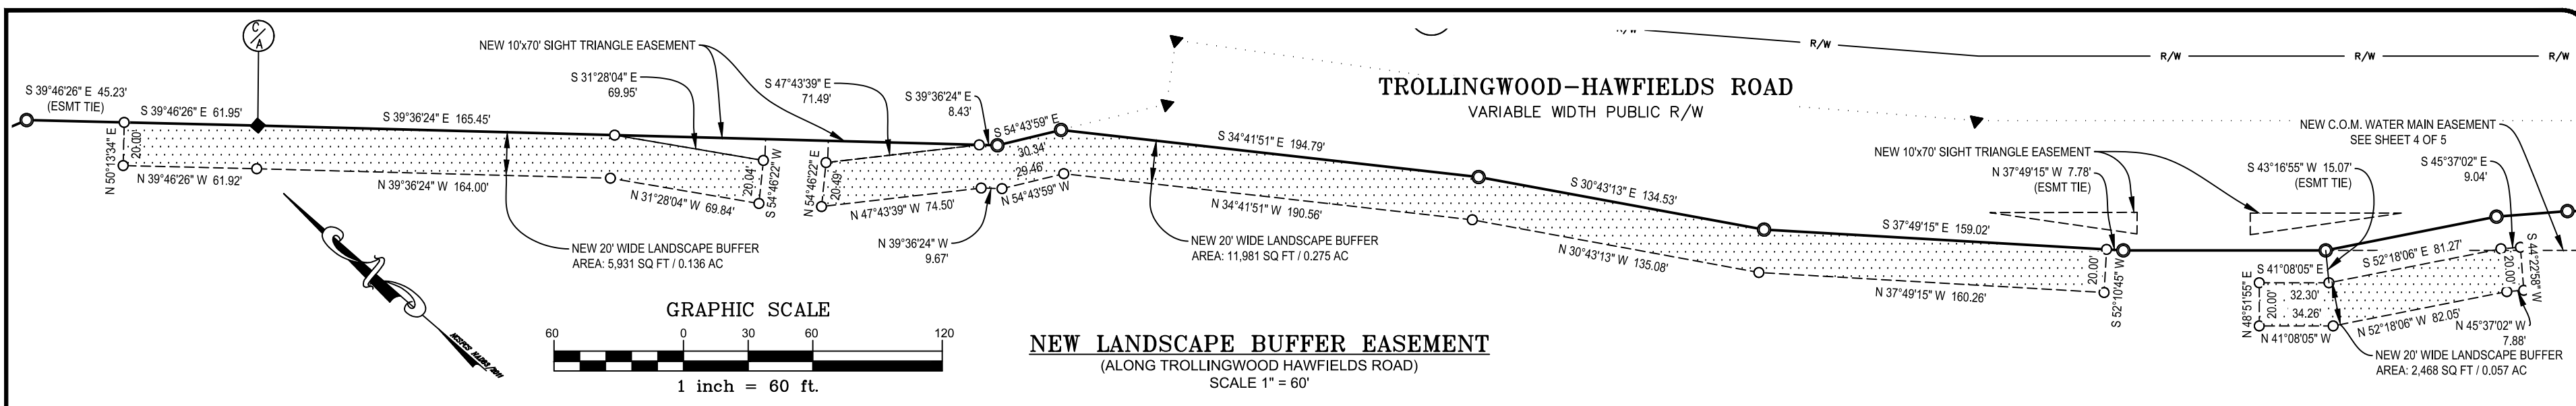 C/A
S 39°46'26" E 45.23'
(ESMT TIE)
S 39°46'26" E 61.95'
N 50°13'34" E
20.00'
N 39°46'26" W 61.92'
S 39°36'24" E 165.45'
N 39°36'24" W 164.00'
NEW 10'x70' SIGHT TRIANGLE EASEMENT
S 31°28'04" E
69.95'
S 47°43'39" E
71.49'
S 39°36'24" E
8.43'
S 54°43'59" E
30.34'
29.46'
N 54°43'59" W
N 31°28'04" W 69.84'
20.04'
S 54°46'22" W
N 54°46'22" E
20.49'
N 47°43'39" W 74.50'
N 39°36'24" W
9.67'
NEW 20' WIDE LANDSCAPE BUFFER
AREA: 5,931 SQ FT / 0.136 AC
S 34°41'51" E 194.79'
N 34°41'51" W 190.56'
NEW 20' WIDE LANDSCAPE BUFFER
AREA: 11,981 SQ FT / 0.275 AC
R/W
R/W
R/W
R/W
R/W
TROLLINGWOOD-HAWFIELDS ROAD
VARIABLE WIDTH PUBLIC R/W
S 30°43'13" E 134.53'
N 30°43'13" W 135.08'
S 37°49'15" E 159.02'
N 37°49'15" W 160.26'
NEW C.O.M. WATER MAIN EASEMENT
SEE SHEET 4 OF 5
NEW 10'x70' SIGHT TRIANGLE EASEMENT
N 37°49'15" W 7.78'
(ESMT TIE)
S 43°16'55" W 15.07'
(ESMT TIE)
S 45°37'02" E
9.04'
20.00'
S 52°10'45" W
N 48°51'55" E
20.00'
S 41°08'05" E
32.30'
34.26'
N 41°08'05" W
S 52°18'06" E 81.27'
N 52°18'06" W 82.05'
20.00'
S 44°22'58" W
N 45°37'02" W
7.88'
NEW 20' WIDE LANDSCAPE BUFFER
AREA: 2,468 SQ FT / 0.057 AC
GRAPHIC SCALE
60 0 30 60 120
1 inch = 60 ft.
NEW LANDSCAPE BUFFER EASEMENT
(ALONG TROLLINGWOOD HAWFIELDS ROAD)
SCALE 1" = 60'